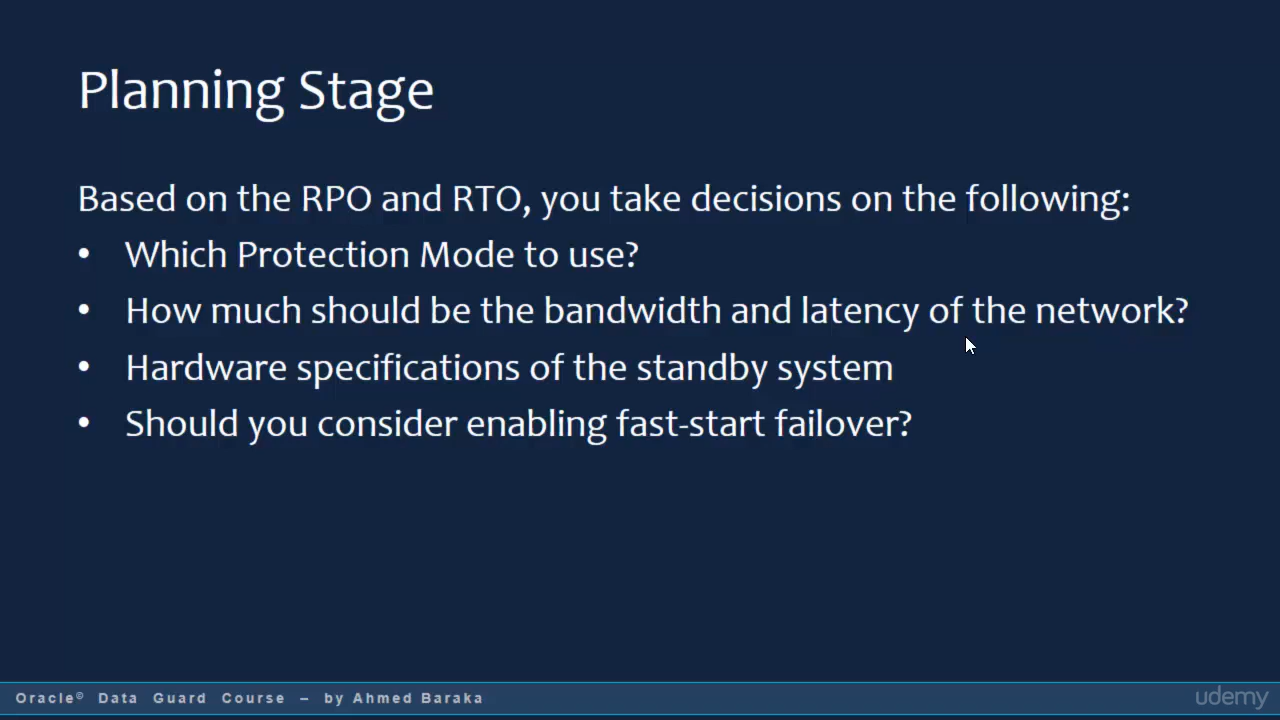 Planning Stage
Based on the RPO and RTO, you take decisions on the following:
• Which Protection Mode to use?
• How much should be the bandwidth and latency of the network?
• Hardware specifications of the standby system
• Should you consider enabling fast-start failover?
Oracle© Data Guard Course – by Ahmed Baraka
udemy